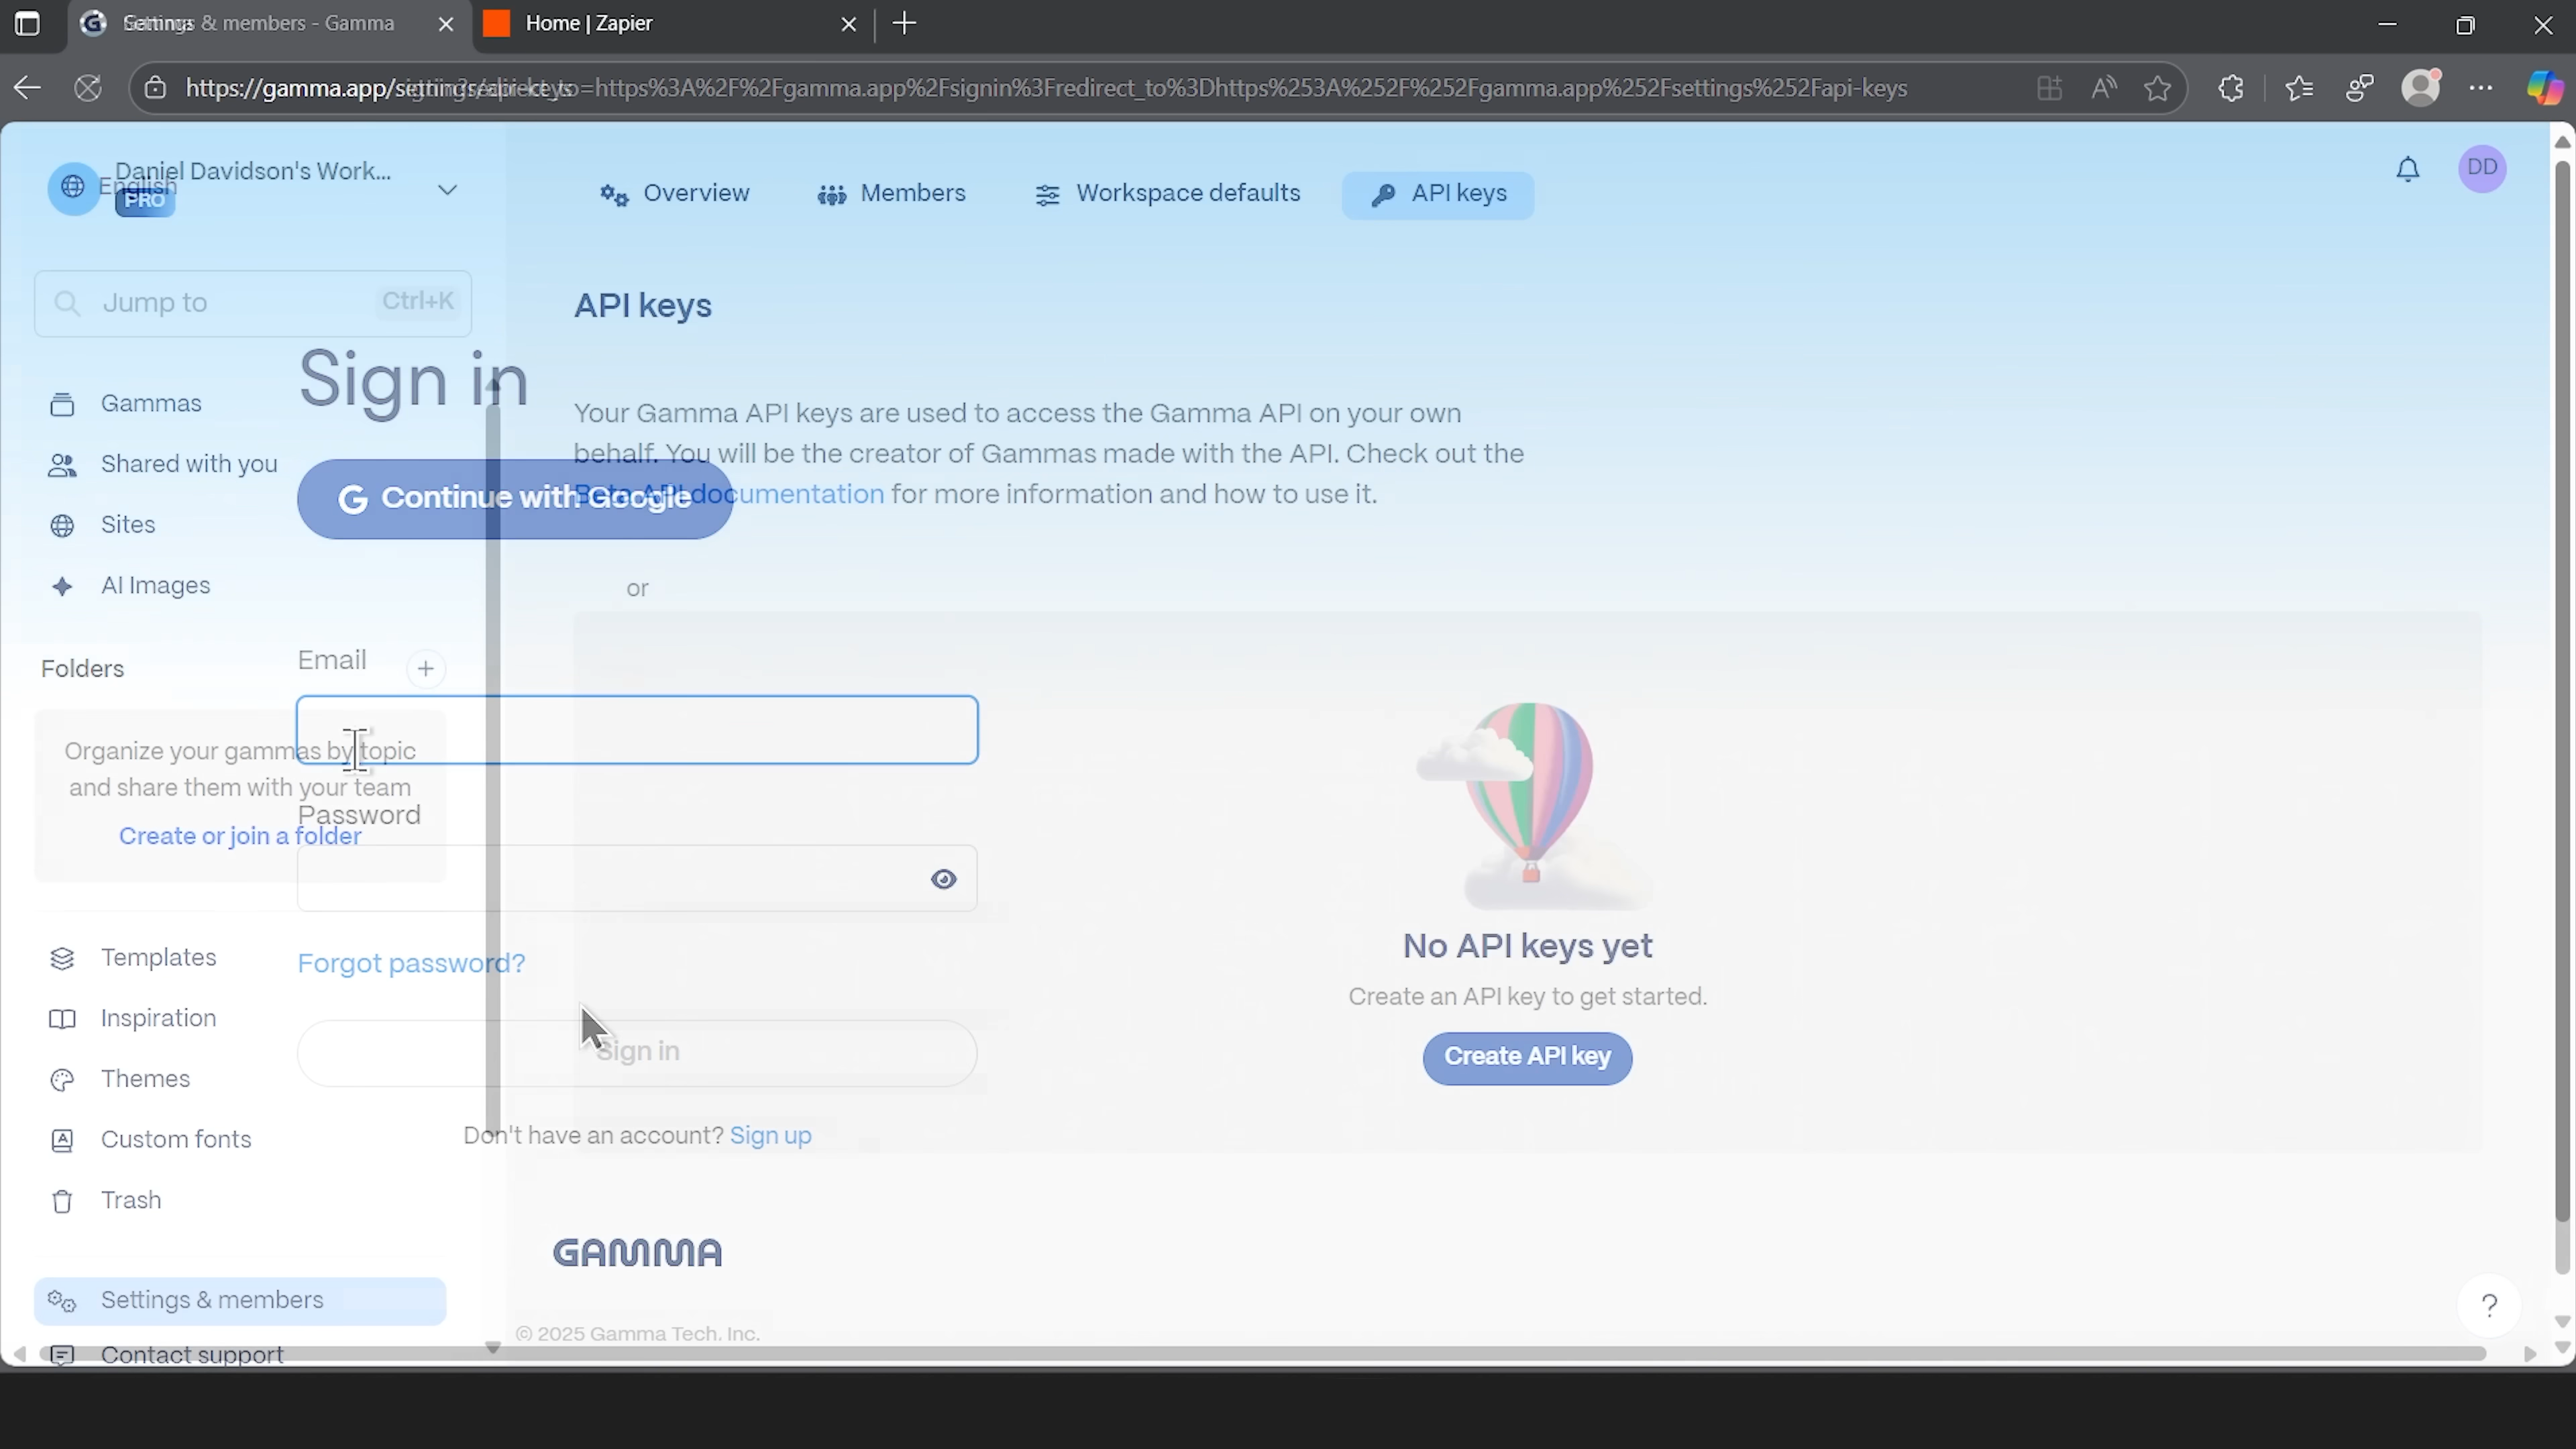 Settings & members - Gamma
Home | Zapier
https://gamma.app/settings/api-keys
=https%3A%2F%2Fgamma.app%2Fsignin%3Fredirect_to%3Dhttps%253A%252F%252Fgamma.app%252Fsettings%252Fapi-keys
Daniel Davidson's Work...
English
PRO
Overview
Members
Workspace defaults
API keys
DD
Jump to
Ctrl+K
API keys
Sign in
Gammas
Shared with you
Sites
AI Images
Your Gamma API keys are used to access the Gamma API on your own
behalf. You will be the creator of Gammas made with the API. Check out the
Beta API documentation for more information and how to use it.
Continue with Google
or
Folders
Email
Organize your gammas by topic
and share them with your team
Create or join a folder
Password
Forgot password?
Sign in
Don't have an account? Sign up
No API keys yet
Create an API key to get started.
Create API key
Templates
Inspiration
Themes
Custom fonts
Trash
Settings & members
Contact support
GAMMA
© 2025 Gamma Tech, Inc.
?